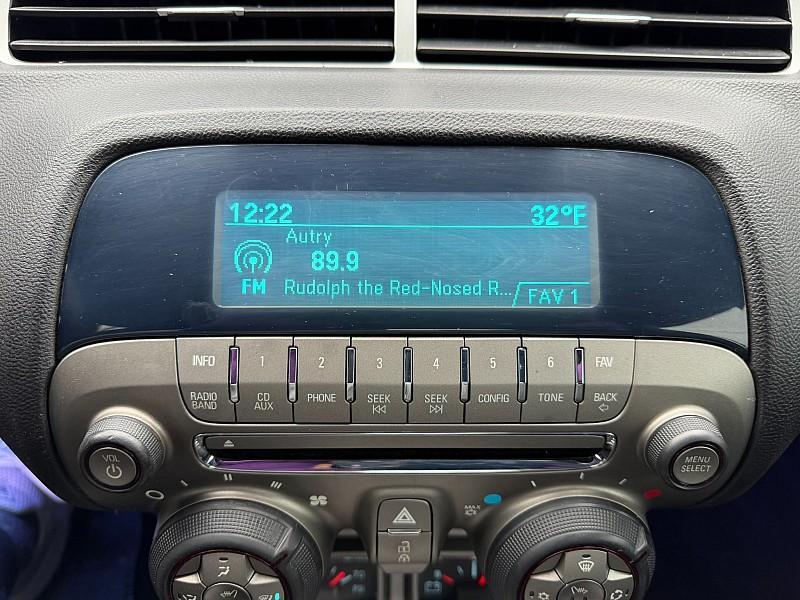 12:22 32°F
Autry
89.9
FM Rudolph the Red-Nosed R... FAV 1
INFO 1 2 3 4 5 6 FAV
RADIO BAND CD AUX PHONE SEEK SEEK CONFIG TONE BACK
VOL
MENU SELECT
MAX